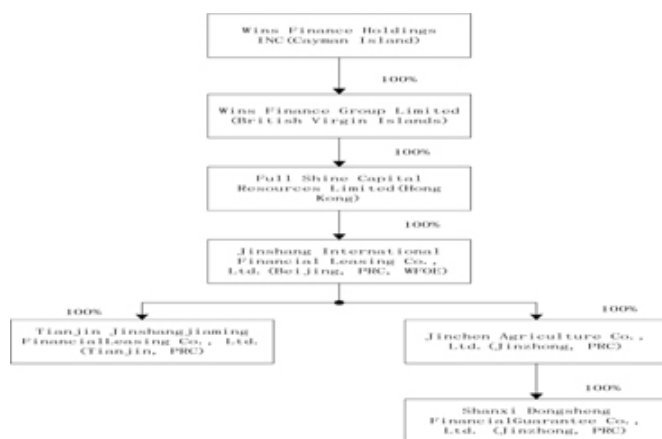 Wins Finance Holdings
INC(Cayman Island)
100%
Wins Finance Group Limited
(British Virgin Islands)
100%
Full Shine Capital
Resources Limited(Hong
Kong)
100%
Jinshang International
Financial Leasing Co.,
Ltd.(Beijing, PRC, WFOE)
100%
100%
Tianjin Jinshangjiaming
FinancialLeasing Co., Ltd.
(Tianjin, PRC)
Jinchen Agriculture Co.,
Ltd.(Jinzhong, PRC)
100%
Shanxi Dongsheng
FinancialGuarantee Co.,
Ltd. (Jinzhong, PRC)